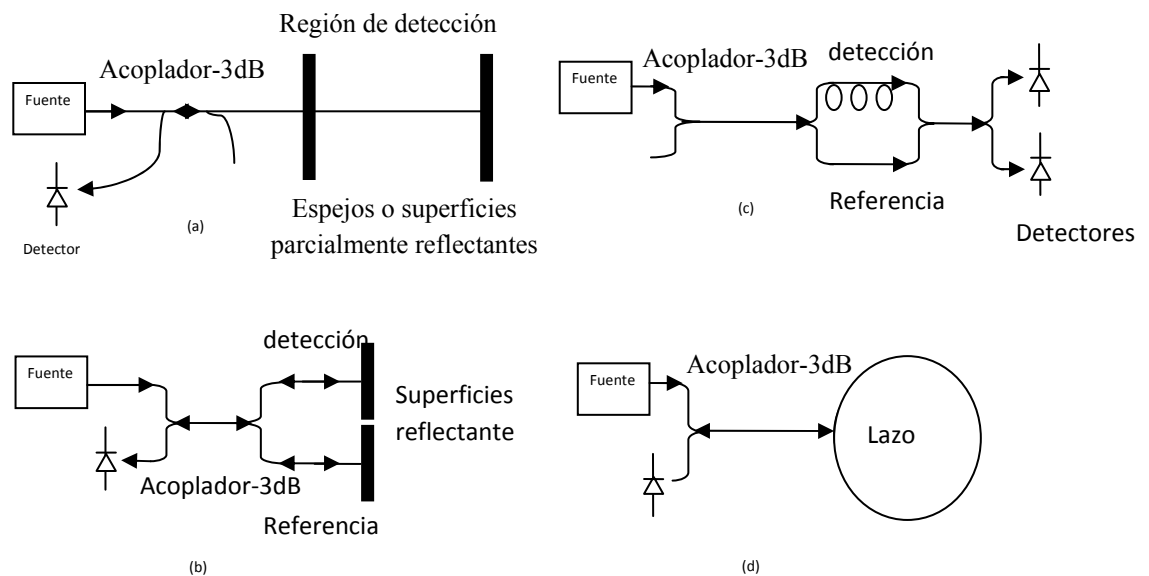 Región de detección
Acoplador-3dB
Fuente
Detector
(a)
Espejos o superficies
parcialmente reflectantes
Acoplador-3dB
detección
Fuente
Referencia
(c)
Detectores
detección
Fuente
Superficies
reflectante
Acoplador-3dB
Referencia
(b)
Acoplador-3dB
Fuente
Lazo
(d)